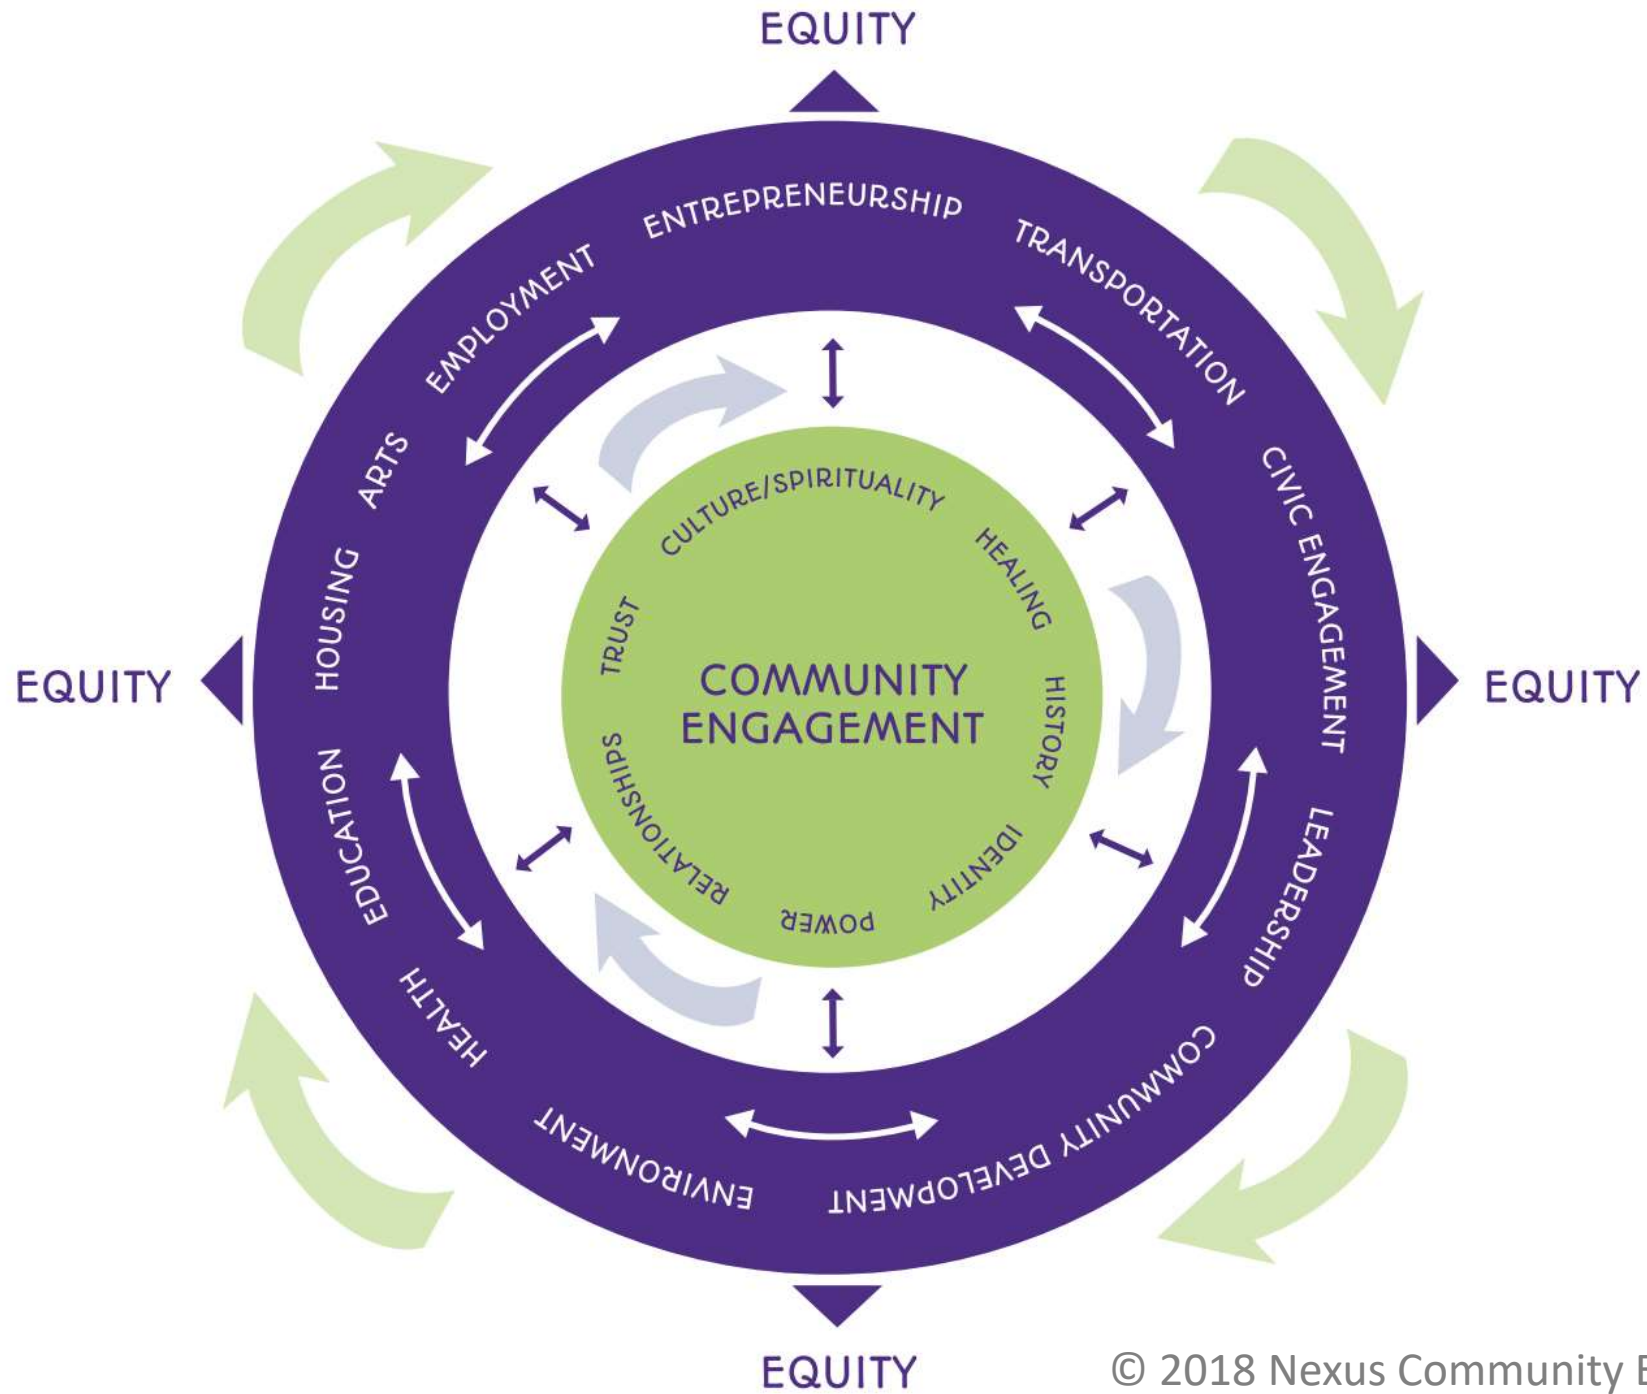 EQUITY
ENTREPRENEURSHIP
TRANSPORTATION
CIVIC ENGAGEMENT
LEADERSHIP
COMMUNITY DEVELOPMENT
ENVIRONMENT
HEALTH
EDUCATION
HOUSING
ARTS
EMPLOYMENT
CULTURE/SPIRITUALITY
HEALING
HISTORY
IDENTITY
POWER
RELATIONSHIPS
TRUST
COMMUNITY
ENGAGEMENT
EQUITY
EQUITY
EQUITY
© 2018 Nexus Community